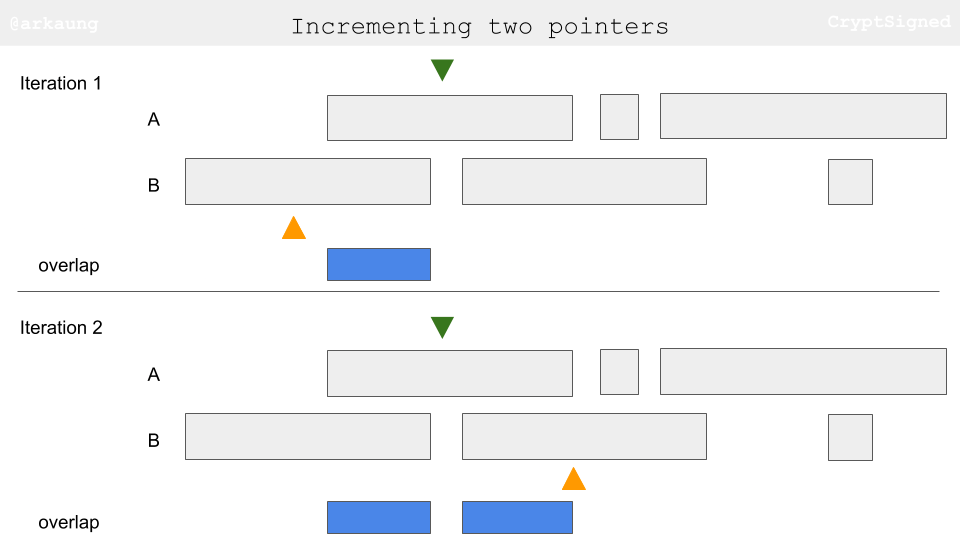 @arkaung
Incrementing two pointers
CryptSigned
Iteration 1
A
B
overlap
Iteration 2
A
B
overlap